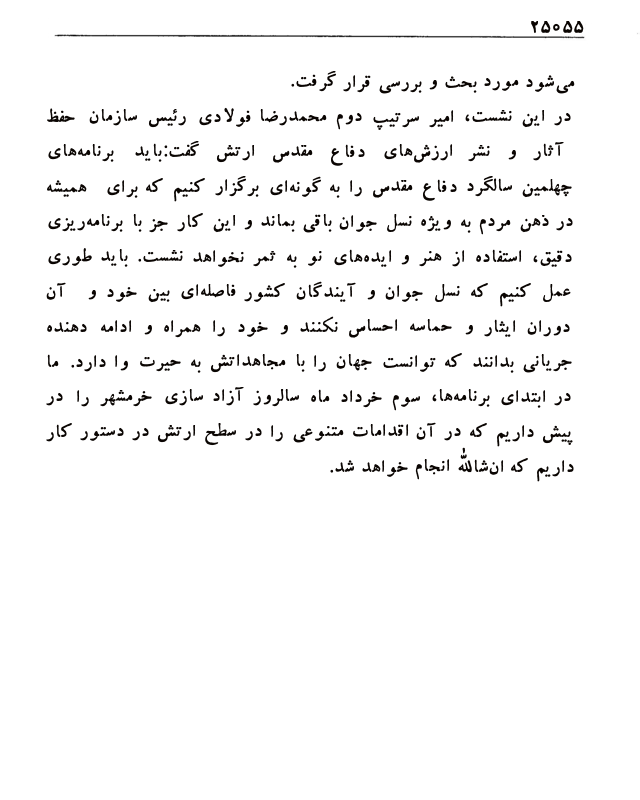 ۲۵۰۵۵
می‌شود مورد بحث و بررسی قرار گرفت.
در این نشست، امیر سرتیپ دوم محمدرضا فولادی رئیس سازمان حفظ
آثار و نشر ارزش‌های دفاع مقدس ارتش گفت:باید برنامه‌های
چهلمین سالگرد دفاع مقدس را به گونه‌ای برگزار کنیم که برای همیشه
در ذهن مردم به ویژه نسل جوان باقی بماند و این کار جز با برنامه‌ریزی
دقیق، استفاده از هنر و ایده‌های نو به ثمر نخواهد نشست. باید طوری
عمل کنیم که نسل جوان و آیندگان کشور فاصله‌ای بین خود و آن
دوران ایثار و حماسه احساس نکنند و خود را همراه و ادامه دهنده
جریانی بدانند که توانست جهان را با مجاهداتش به حیرت وا دارد. ما
در ابتدای برنامه‌ها، سوم خرداد ماه سالروز آزاد سازی خرمشهر را در
پیش داریم که در آن اقدامات متنوعی را در سطح ارتش در دستور کار
داریم که ان‌شالله انجام خواهد شد.